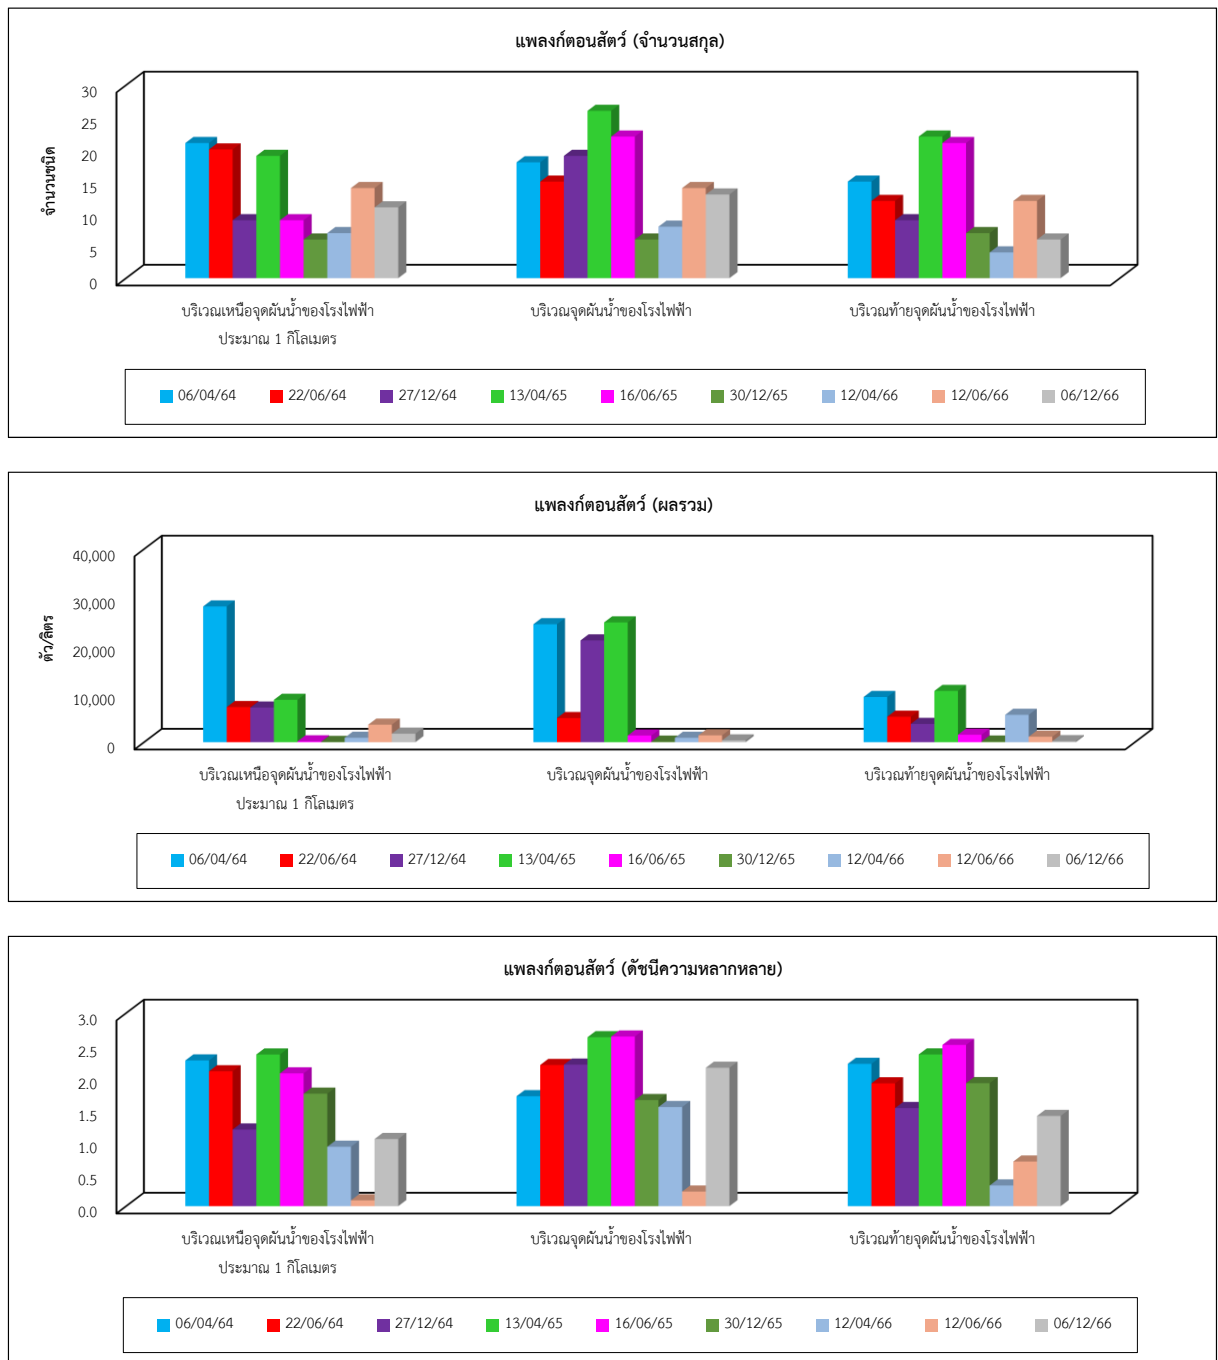 แพลงก์ตอนสัตว์ (จำนวนสกุล)
จำนวนชนิด
30
25
20
15
10
5
0
บริเวณเหนือจุดผันน้ำของโรงไฟฟ้า บริเวณจุดผันน้ำของโรงไฟฟ้า บริเวณท้ายจุดผันน้ำของโรงไฟฟ้า
ประมาณ 1 กิโลเมตร
06/04/64 22/06/64 27/12/64 13/04/65 16/06/65 30/12/65 12/04/66 12/06/66 06/12/66
แพลงก์ตอนสัตว์ (ผลรวม)
ตัว/ลิตร
40,000
30,000
20,000
10,000
0
บริเวณเหนือจุดผันน้ำของโรงไฟฟ้า บริเวณจุดผันน้ำของโรงไฟฟ้า บริเวณท้ายจุดผันน้ำของโรงไฟฟ้า
ประมาณ 1 กิโลเมตร
06/04/64 22/06/64 27/12/64 13/04/65 16/06/65 30/12/65 12/04/66 12/06/66 06/12/66
แพลงก์ตอนสัตว์ (ดัชนีความหลากหลาย)
3.0
2.5
2.0
1.5
1.0
0.5
0.0
บริเวณเหนือจุดผันน้ำของโรงไฟฟ้า บริเวณจุดผันน้ำของโรงไฟฟ้า บริเวณท้ายจุดผันน้ำของโรงไฟฟ้า
ประมาณ 1 กิโลเมตร
06/04/64 22/06/64 27/12/64 13/04/65 16/06/65 30/12/65 12/04/66 12/06/66 06/12/66